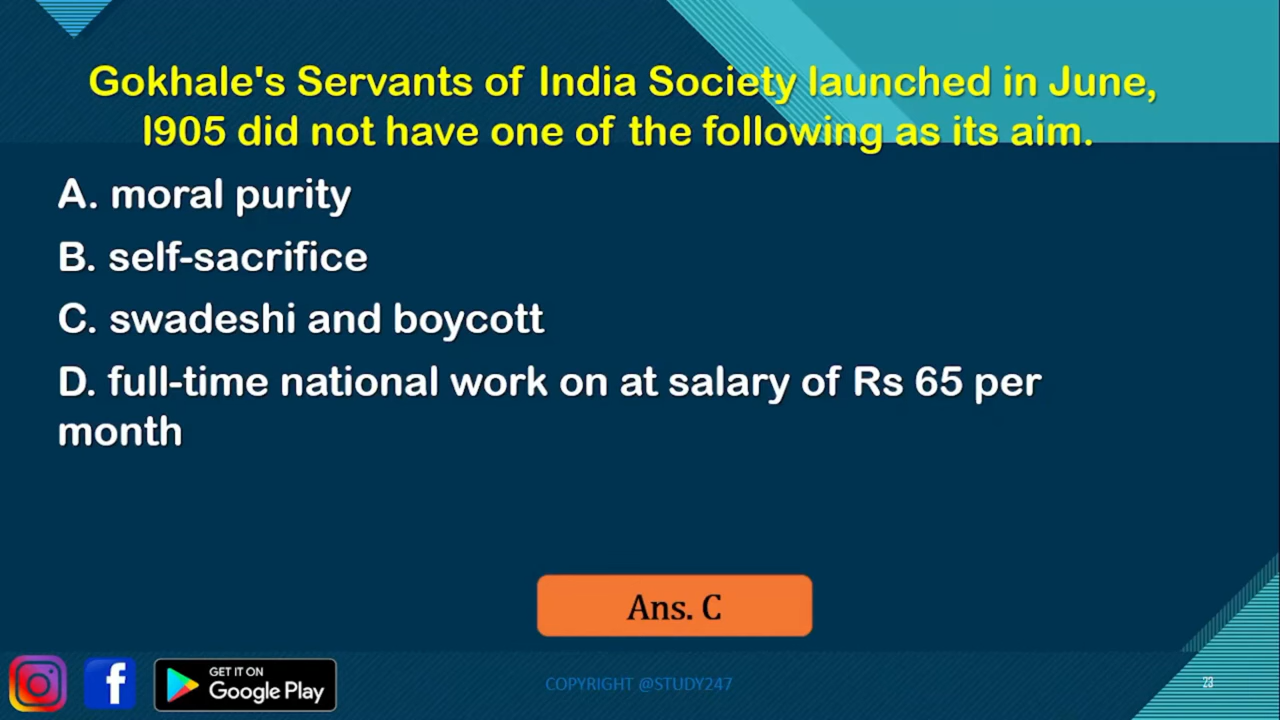 Gokhale's Servants of India Society launched in June,
l905 did not have one of the following as its aim.
A. moral purity
B. self-sacrifice
C. swadeshi and boycott
D. full-time national work on at salary of Rs 65 per
month
Ans. C
GET IT ON
Google Play
COPYRIGHT @STUDY247
23